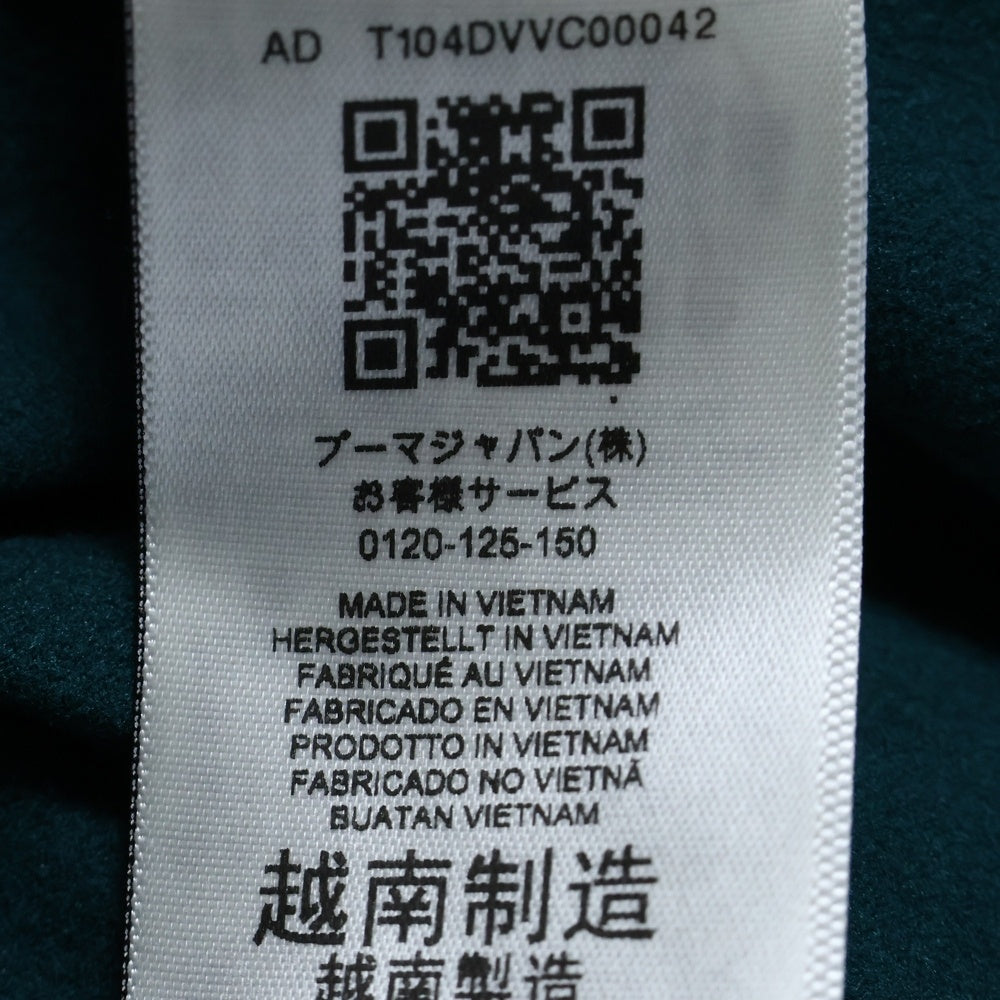 AD T104DVVC00042
プーマジャパン(株)
お客様サービス
0120-125-150
MADE IN VIETNAM
HERGESTELLT IN VIETNAM
FABRIQUÉ AU VIETNAM
FABRICADO EN VIETNAM
PRODOTTO IN VIETNAM
FABRICADO NO VIETNÃ
BUATAN VIETNAM
越南制造
越南製造